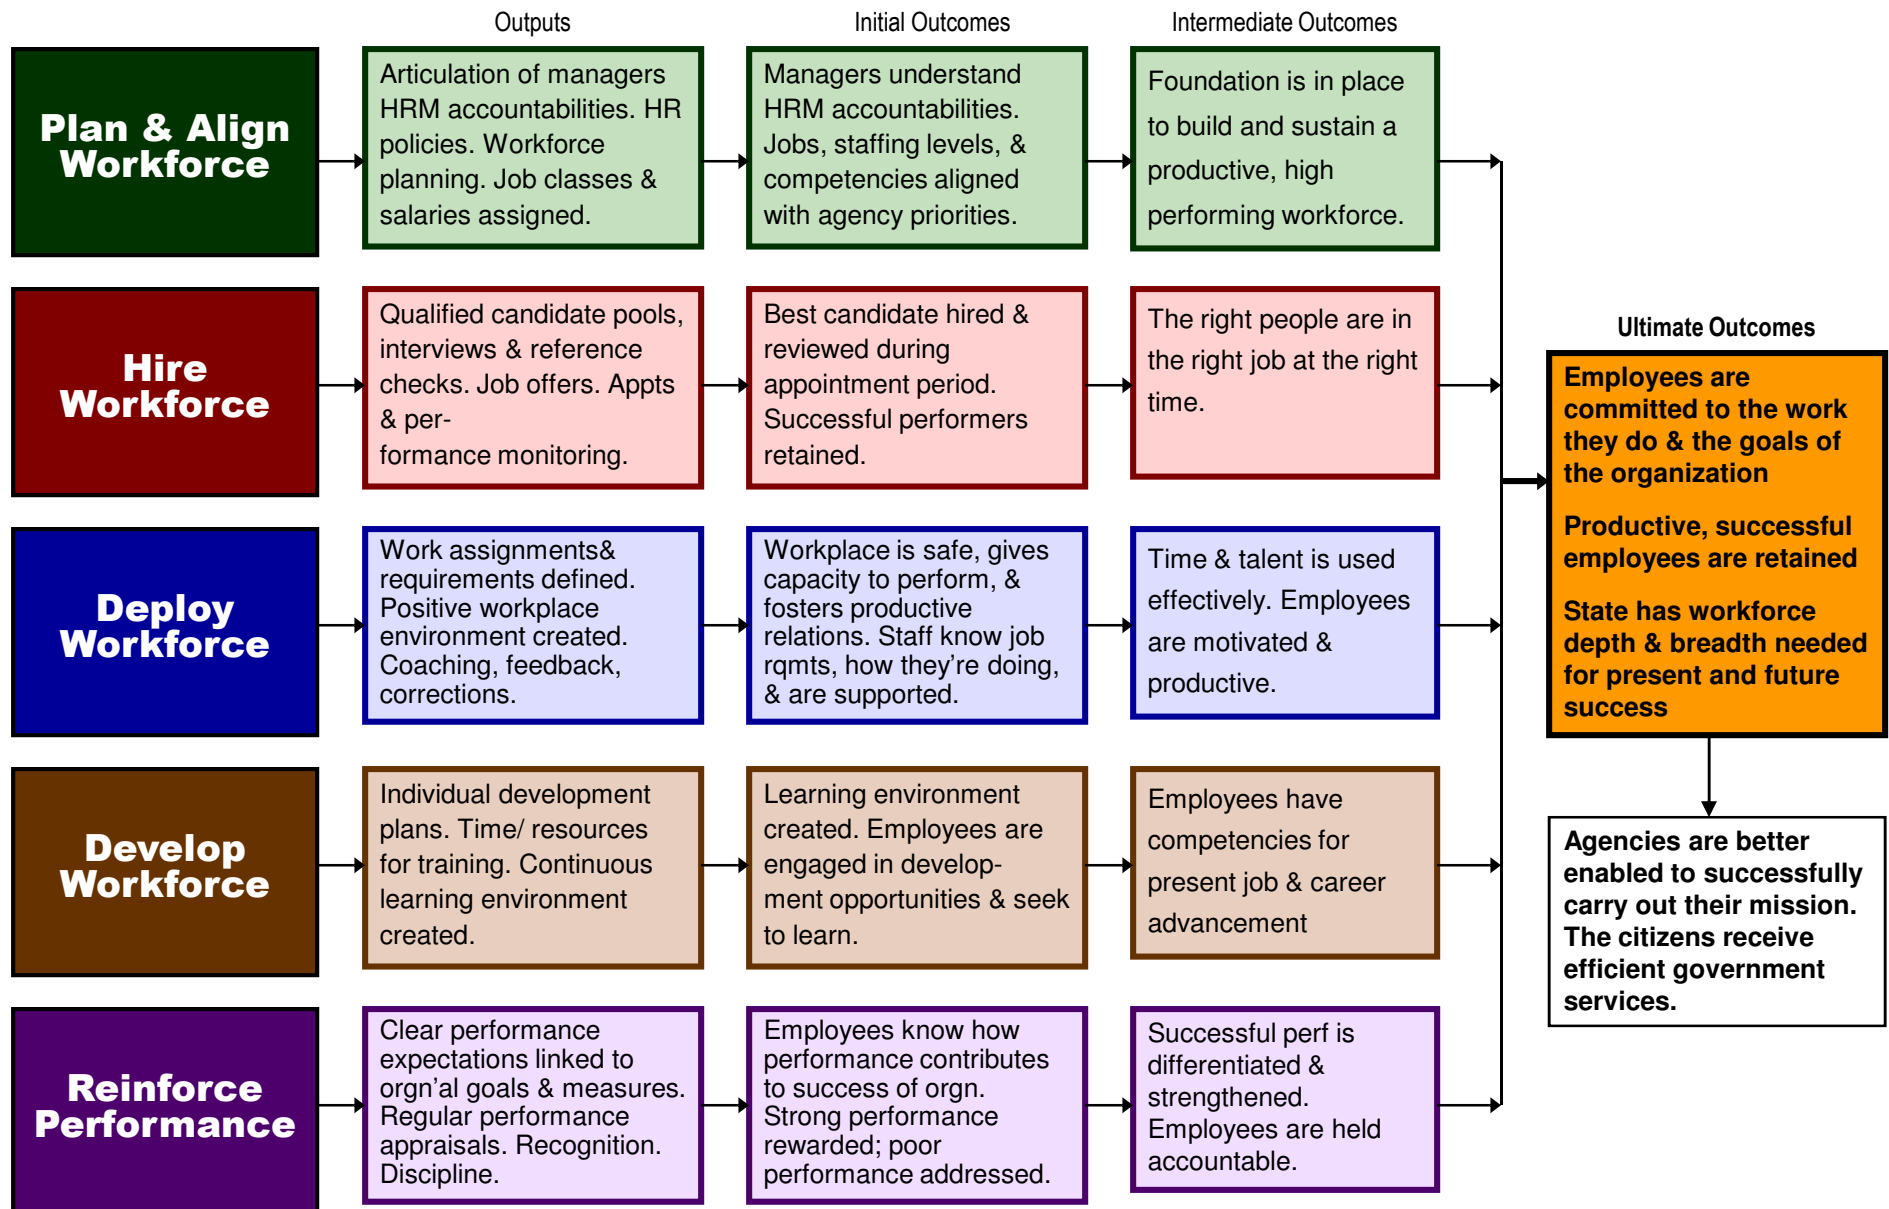 Outputs
Initial Outcomes
Intermediate Outcomes
Plan & Align
Workforce
Articulation of managers
HRM accountabilities. HR
policies. Workforce
planning. Job classes &
salaries assigned.
Managers understand
HRM accountabilities.
Jobs, staffing levels, &
competencies aligned
with agency priorities.
Foundation is in place
to build and sustain a
productive, high
performing workforce.
Hire
Workforce
Qualified candidate pools,
interviews & reference
checks. Job offers. Appts
& per-
formance monitoring.
Best candidate hired &
reviewed during
appointment period.
Successful performers
retained.
The right people are in
the right job at the right
time.
Deploy
Workforce
Work assignments&
requirements defined.
Positive workplace
environment created.
Coaching, feedback,
corrections.
Workplace is safe, gives
capacity to perform, &
fosters productive
relations. Staff know job
rqmts, how they're doing,
& are supported.
Time & talent is used
effectively. Employees
are motivated &
productive.
Develop
Workforce
Individual development
plans. Time/ resources
for training. Continuous
learning environment
created.
Learning environment
created. Employees are
engaged in develop-
ment opportunities & seek
to learn.
Employees have
competencies for
present job & career
advancement
Reinforce
Performance
Clear performance
expectations linked to
orgn'al goals & measures.
Regular performance
appraisals. Recognition.
Discipline.
Employees know how
performance contributes
to success of orgn.
Strong performance
rewarded; poor
performance addressed.
Successful perf is
differentiated &
strengthened.
Employees are held
accountable.
Ultimate Outcomes
Employees are
committed to the work
they do & the goals of
the organization
Productive, successful
employees are retained
State has workforce
depth & breadth needed
for present and future
success
Agencies are better
enabled to successfully
carry out their mission.
The citizens receive
efficient government
services.